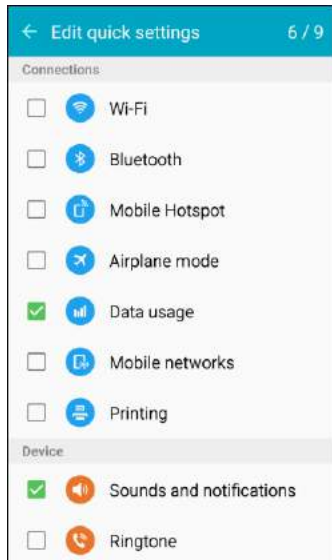 Edit quick settings 6 / 9
Connections
Wi-Fi
Bluetooth
Mobile Hotspot
Airplane mode
Data usage
Mobile networks
Printing
Device
Sounds and notifications
Ringtone